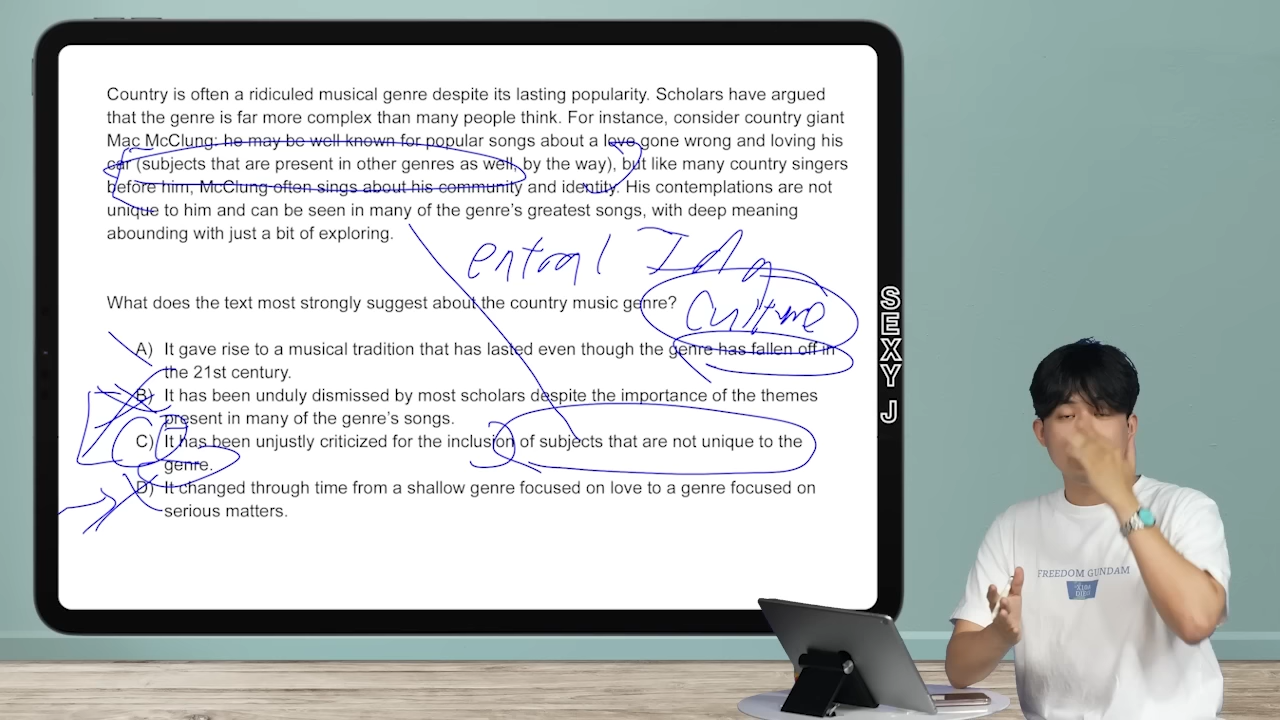 Country is often a ridiculed musical genre despite its lasting popularity. Scholars have argued
that the genre is far more complex than many people think. For instance, consider country giant
Mac McClung: he may be well known for popular songs about a love gone wrong and loving his
car (subjects that are present in other genres as well, by the way), but like many country singers
before him, McClung often sings about his community and identity. His contemplations are not
unique to him and can be seen in many of the genre's greatest songs, with deep meaning
abounding with just a bit of exploring.
entral Idea
What does the text most strongly suggest about the country music genre?
Culture
A) It gave rise to a musical tradition that has lasted even though the genre has fallen off in
the 21st century.
B) It has been unduly dismissed by most scholars despite the importance of the themes
present in many of the genre's songs.
C) It has been unjustly criticized for the inclusion of subjects that are not unique to the
genre.
D) It changed through time from a shallow genre focused on love to a genre focused on
serious matters.
SEXY J
FREEDOM GUNDAM